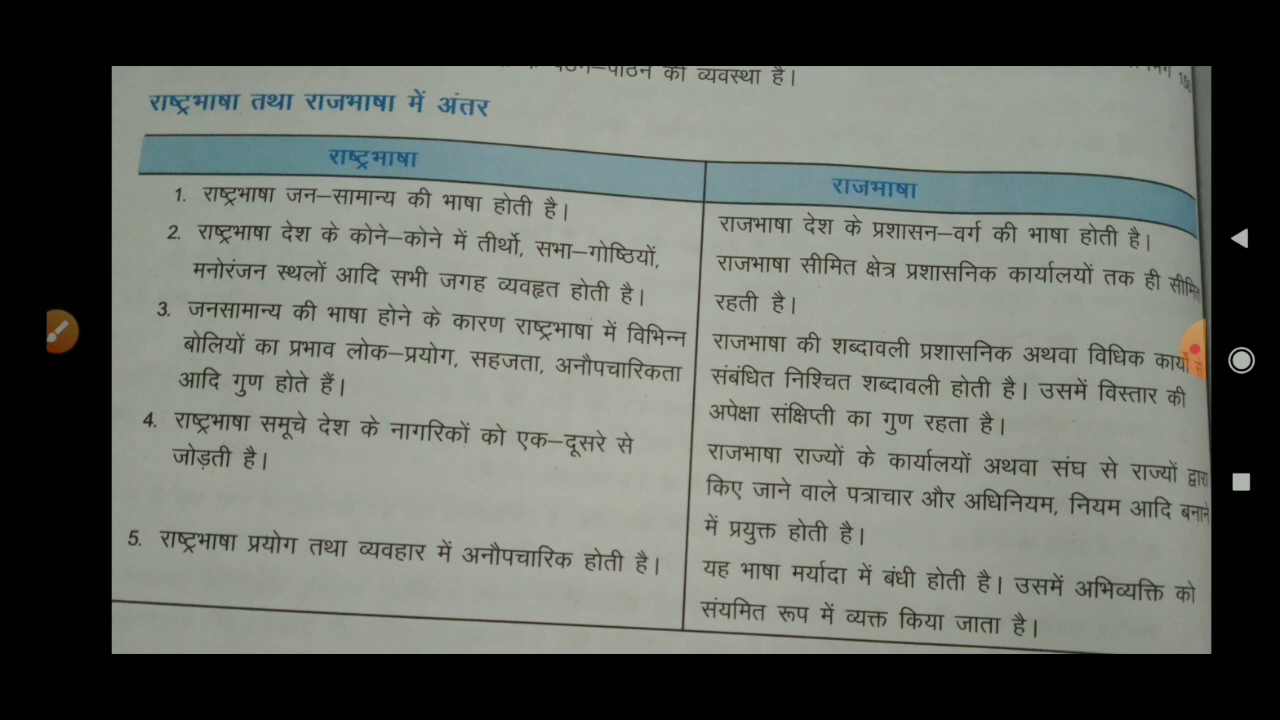 पठन–पाठन की व्यवस्था है।
राष्ट्रभाषा तथा राजभाषा में अंतर
राष्ट्रभाषा
1. राष्ट्रभाषा जन–सामान्य की भाषा होती है।
2. राष्ट्रभाषा देश के कोने–कोने में तीर्थो, सभा–गोष्ठियों,
मनोरंजन स्थलों आदि सभी जगह व्यवहृत होती है।
3. जनसामान्य की भाषा होने के कारण राष्ट्रभाषा में विभिन्न
बोलियों का प्रभाव लोक–प्रयोग, सहजता, अनौपचारिकता
आदि गुण होते हैं।
4. राष्ट्रभाषा समूचे देश के नागरिकों को एक–दूसरे से
जोड़ती है।
5. राष्ट्रभाषा प्रयोग तथा व्यवहार में अनौपचारिक होती है।
राजभाषा
राजभाषा देश के प्रशासन–वर्ग की भाषा होती है।
राजभाषा सीमित क्षेत्र प्रशासनिक कार्यालयों तक ही सीमित
रहती है।
राजभाषा की शब्दावली प्रशासनिक अथवा विधिक कार्यो से
संबंधित निश्चित शब्दावली होती है। उसमें विस्तार की
अपेक्षा संक्षिप्ती का गुण रहता है।
राजभाषा राज्यों के कार्यालयों अथवा संघ से राज्यों द्वारा
किए जाने वाले पत्राचार और अधिनियम, नियम आदि बनाने
में प्रयुक्त होती है।
यह भाषा मर्यादा में बंधी होती है। उसमें अभिव्यक्ति को
संयमित रूप में व्यक्त किया जाता है।